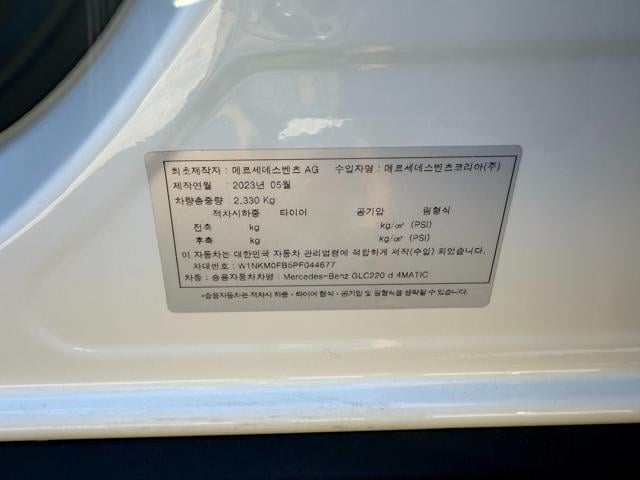 최초제작자 : 메르세데스벤츠 AG 수입자명 : 메르세데스벤츠코리아(주)
제작연월 : 2023년 05월
차량총중량 : 2,330 Kg
적차시하중 타이어 공기압 림형식
전축 kg kg/㎠ (PSI)
후축 kg kg/㎠ (PSI)
이 자동차는 대한민국 자동차 관리법령에 적합하게 제작(수입) 되었습니다.
차대번호 : W1NKM0FB5PF044677
차종 : 승용자동차차명 : Mercedes-Benz GLC220 d 4MATIC
*승용자동차는 적차시 하중 · 타이어 형식 · 공기압 및 림형식을 생략할 수 있습니다.